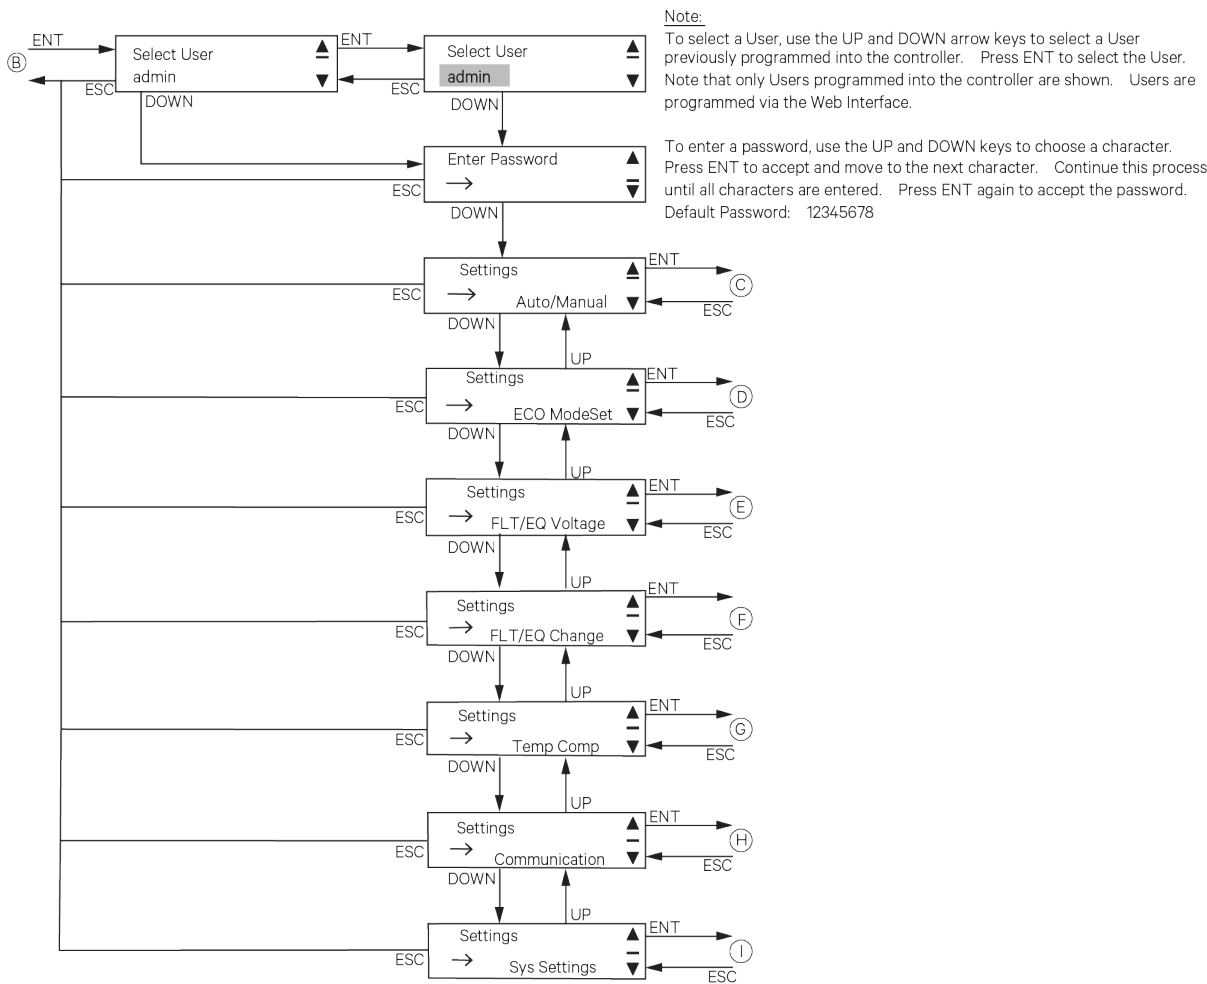 Note:
To select a User, use the UP and DOWN arrow keys to select a User
previously programmed into the controller. Press ENT to select the User.
Note that only Users programmed into the controller are shown. Users are
programmed via the Web Interface.
To enter a password, use the UP and DOWN keys to choose a character.
Press ENT to accept and move to the next character. Continue this process
until all characters are entered. Press ENT again to accept the password.
Default Password: 12345678
B
ENT
ESC
Select User
admin
ENT
ESC
DOWN
Select User
admin
DOWN
Enter Password
ESC
DOWN
Settings
Auto/Manual
ENT
C
ESC
ESC
DOWN
UP
Settings
ECO ModeSet
ENT
D
ESC
ESC
DOWN
UP
Settings
FLT/EQ Voltage
ENT
E
ESC
ESC
DOWN
UP
Settings
FLT/EQ Change
ENT
F
ESC
ESC
DOWN
UP
Settings
Temp Comp
ENT
G
ESC
ESC
DOWN
UP
Settings
Communication
ENT
H
ESC
ESC
DOWN
UP
Settings
Sys Settings
ENT
I
ESC
ESC